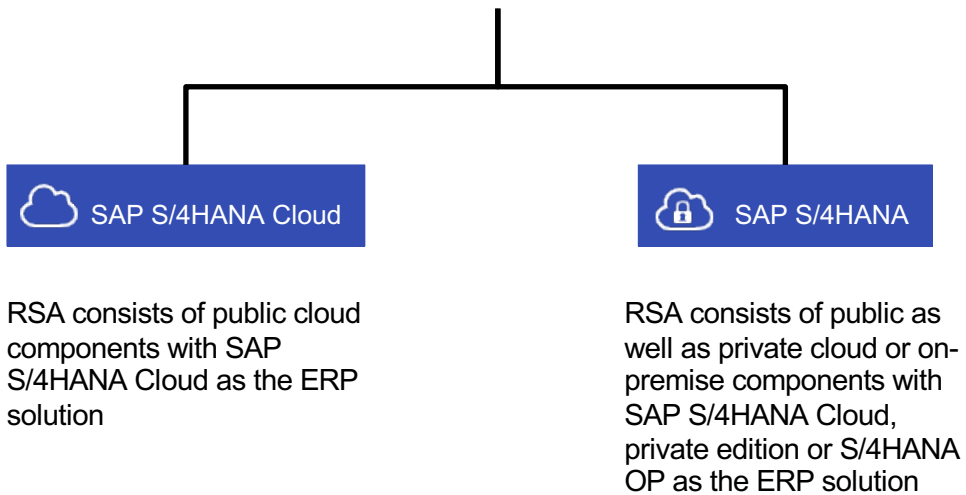 SAP S/4HANA Cloud
RSA consists of public cloud
components with SAP
S/4HANA Cloud as the ERP
solution
SAP S/4HANA
RSA consists of public as
well as private cloud or on-
premise components with
SAP S/4HANA Cloud,
private edition or S/4HANA
OP as the ERP solution